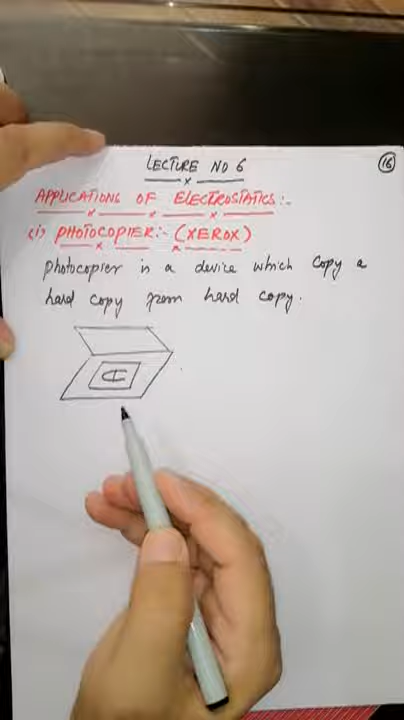 LECTURE NO 6
16
APPLICATIONS OF ELECTROSTATICS:-
(i) PHOTOCOPIER:- (XEROX)
photocopier is a device which copy a
hard copy from hard copy.